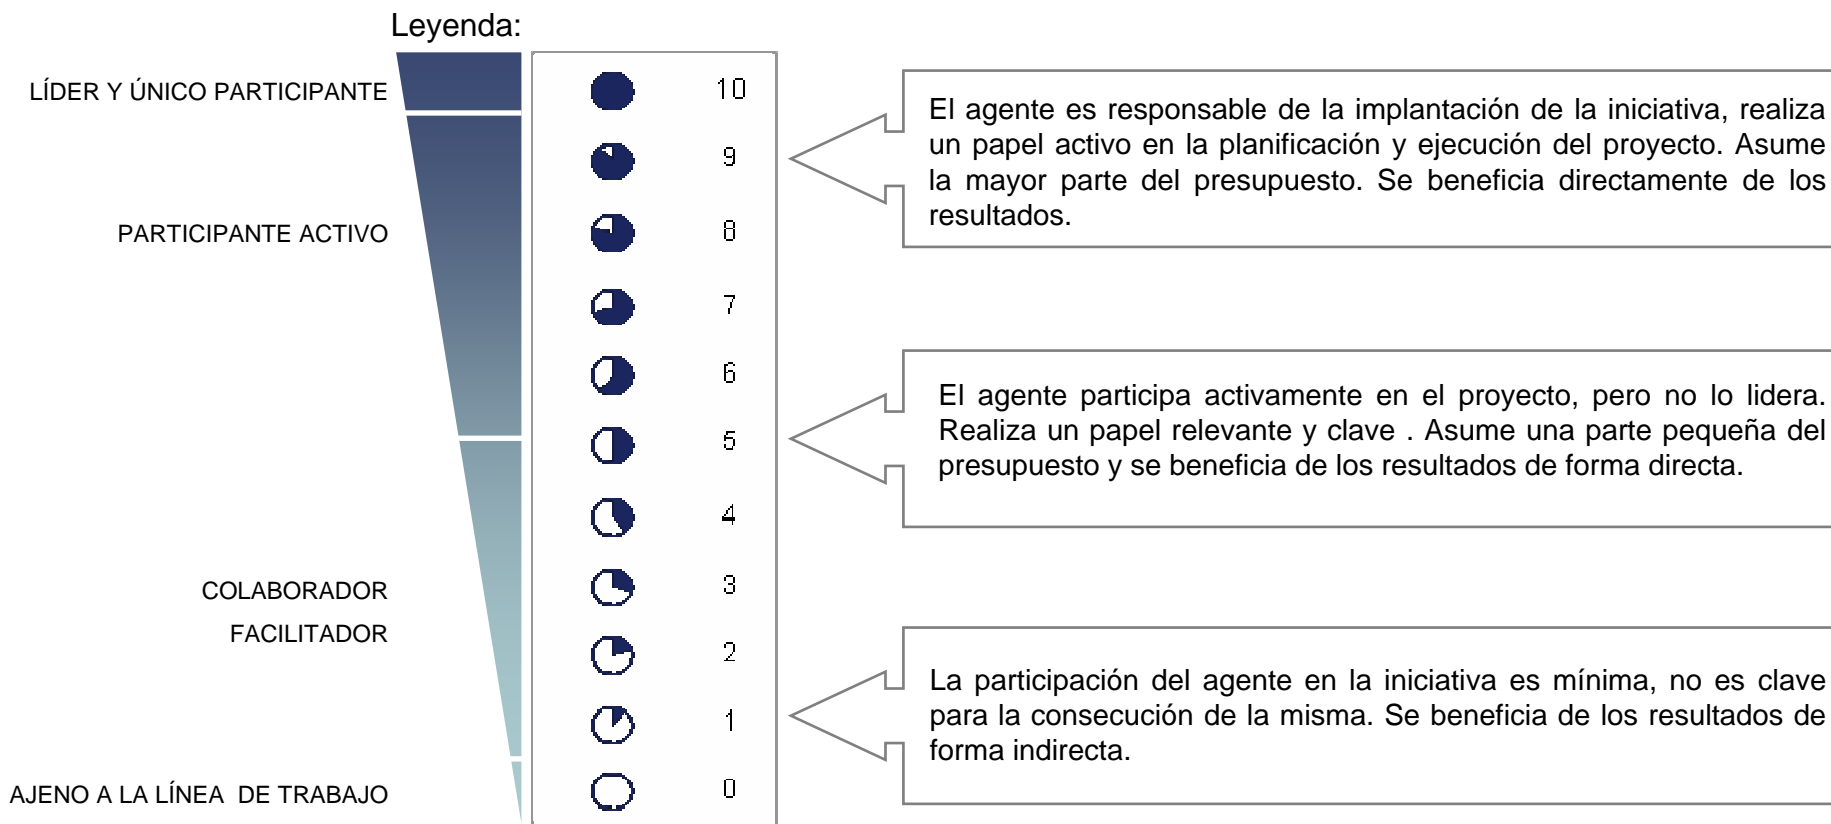 Leyenda:
LÍDER Y ÚNICO PARTICIPANTE
10
9
PARTICIPANTE ACTIVO
8
7
6
5
4
COLABORADOR
3
FACILITADOR
2
1
AJENO A LA LÍNEA DE TRABAJO
0
El agente es responsable de la implantación de la iniciativa, realiza
un papel activo en la planificación y ejecución del proyecto. Asume
la mayor parte del presupuesto. Se beneficia directamente de los
resultados.
El agente participa activamente en el proyecto, pero no lo lidera.
Realiza un papel relevante y clave . Asume una parte pequeña del
presupuesto y se beneficia de los resultados de forma directa.
La participación del agente en la iniciativa es mínima, no es clave
para la consecución de la misma. Se beneficia de los resultados de
forma indirecta.